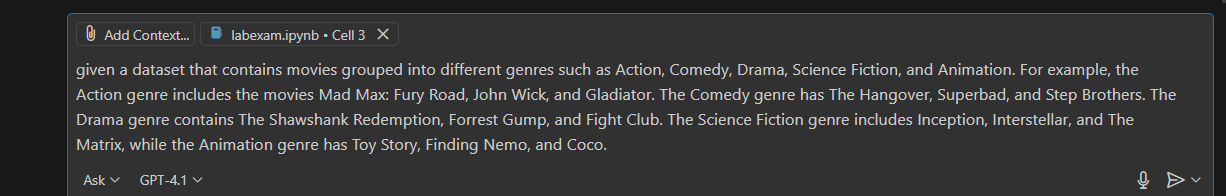 Add Context... labexam.ipynb • Cell 3
given a dataset that contains movies grouped into different genres such as Action, Comedy, Drama, Science Fiction, and Animation. For example, the
Action genre includes the movies Mad Max: Fury Road, John Wick, and Gladiator. The Comedy genre has The Hangover, Superbad, and Step Brothers. The
Drama genre contains The Shawshank Redemption, Forrest Gump, and Fight Club. The Science Fiction genre includes Inception, Interstellar, and The
Matrix, while the Animation genre has Toy Story, Finding Nemo, and Coco.
Ask GPT-4.1